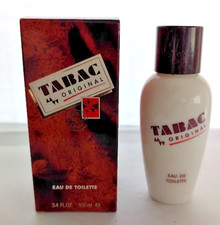 TABAC
ORIGINAL
EAU DE TOILETTE
TABAC
ORIGINAL
EAU DE
TOILETTE